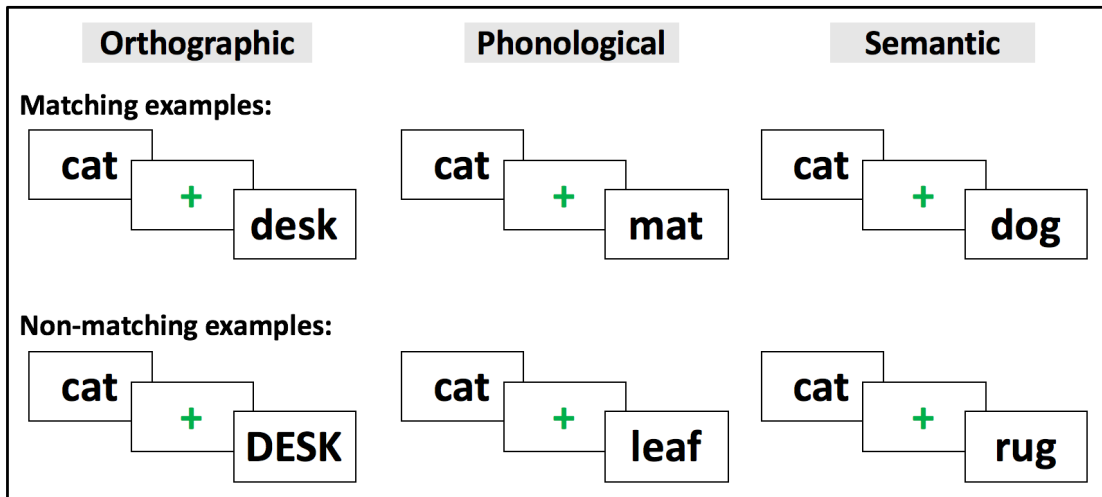 Orthographic Phonological Semantic
Matching examples:
cat cat cat
+ + +
desk mat dog
Non-matching examples:
cat cat cat
+ + +
DESK leaf rug